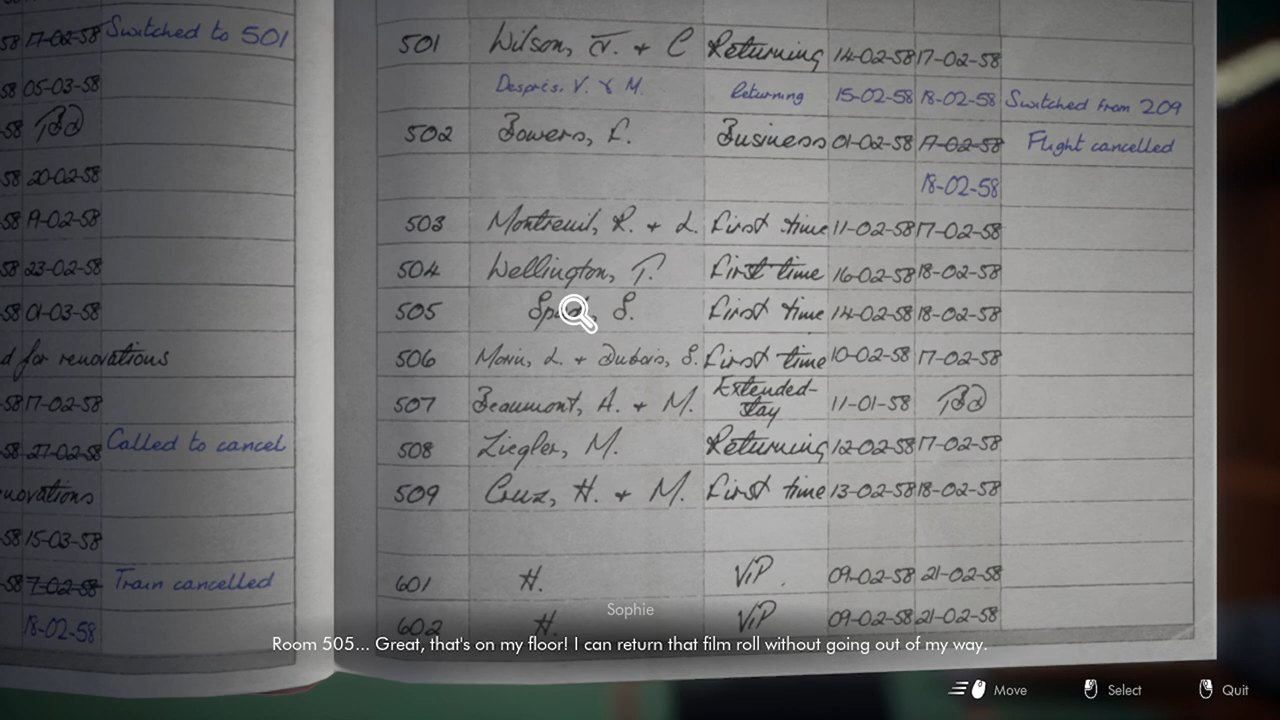 58 17-02-58 Switched to 501
58 05-03-58
58 TBD
58 20-02-58
58 19-02-58
58 23-02-58
58 01-03-58
d for renovations
-58 17-02-58
58 27-02-58 Called to cancel
novations
-58 15-03-58
-58 7-02-58 Train cancelled
18-02-58
501 Wilson, J. + C Returning 14-02-58 17-02-58
Després, V. & M. Returning 15-02-58 18-02-58 Switched from 209
502 Bowers, L. Business 01-02-58 17-02-58 Flight cancelled
18-02-58
503 Montreuil, R. + L. First time 11-02-58 17-02-58
504 Wellington, T. First time 16-02-58 18-02-58
505 S. First time 14-02-58 18-02-58
506 Morin, L. + Dubois, S. First time 10-02-58 17-02-58
507 Beaumont, A. + M. Extended-stay 11-01-58 TBD
508 Ziegler, M. Returning 12-02-58 17-02-58
509 Cruz, H. + M. First time 13-02-58 18-02-58
601 H. ViP. 09-02-58 21-02-58
602 H. ViP 09-02-58 21-02-58
Sophie
Room 505... Great, that's on my floor! I can return that film roll without going out of my way.
Move Select Quit